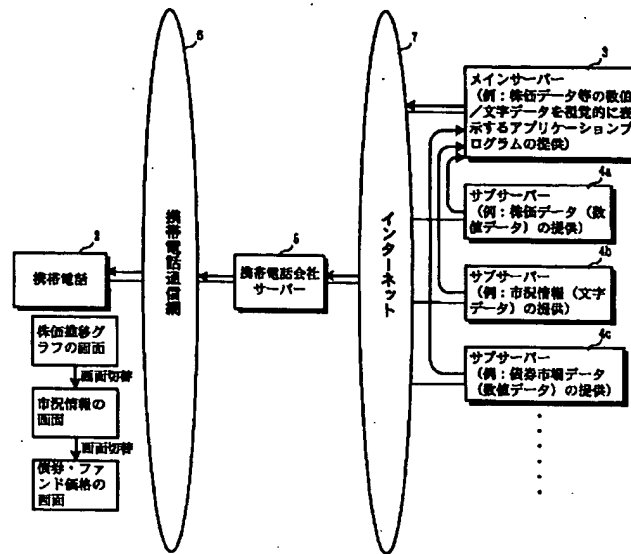 6
7
3
メインサーバー
(例：株価データ等の数値
/文字データを視覚的に表
示するアプリケーションプ
ログラムの提供)
4a
サブサーバー
(例：株価データ (数
値データ) の提供)
4b
サブサーバー
(例：市況情報 (文字
データ) の提供)
4c
サブサーバー
(例：債券市場データ
(数値データ) の提供)
インターネット
5
携帯電話会社
サーバー
携帯電話通信網
携帯電話
株価推移グ
ラフの画面
画面切替
市況情報の
画面
画面切替
債券・ファ
ンド価格の
画面